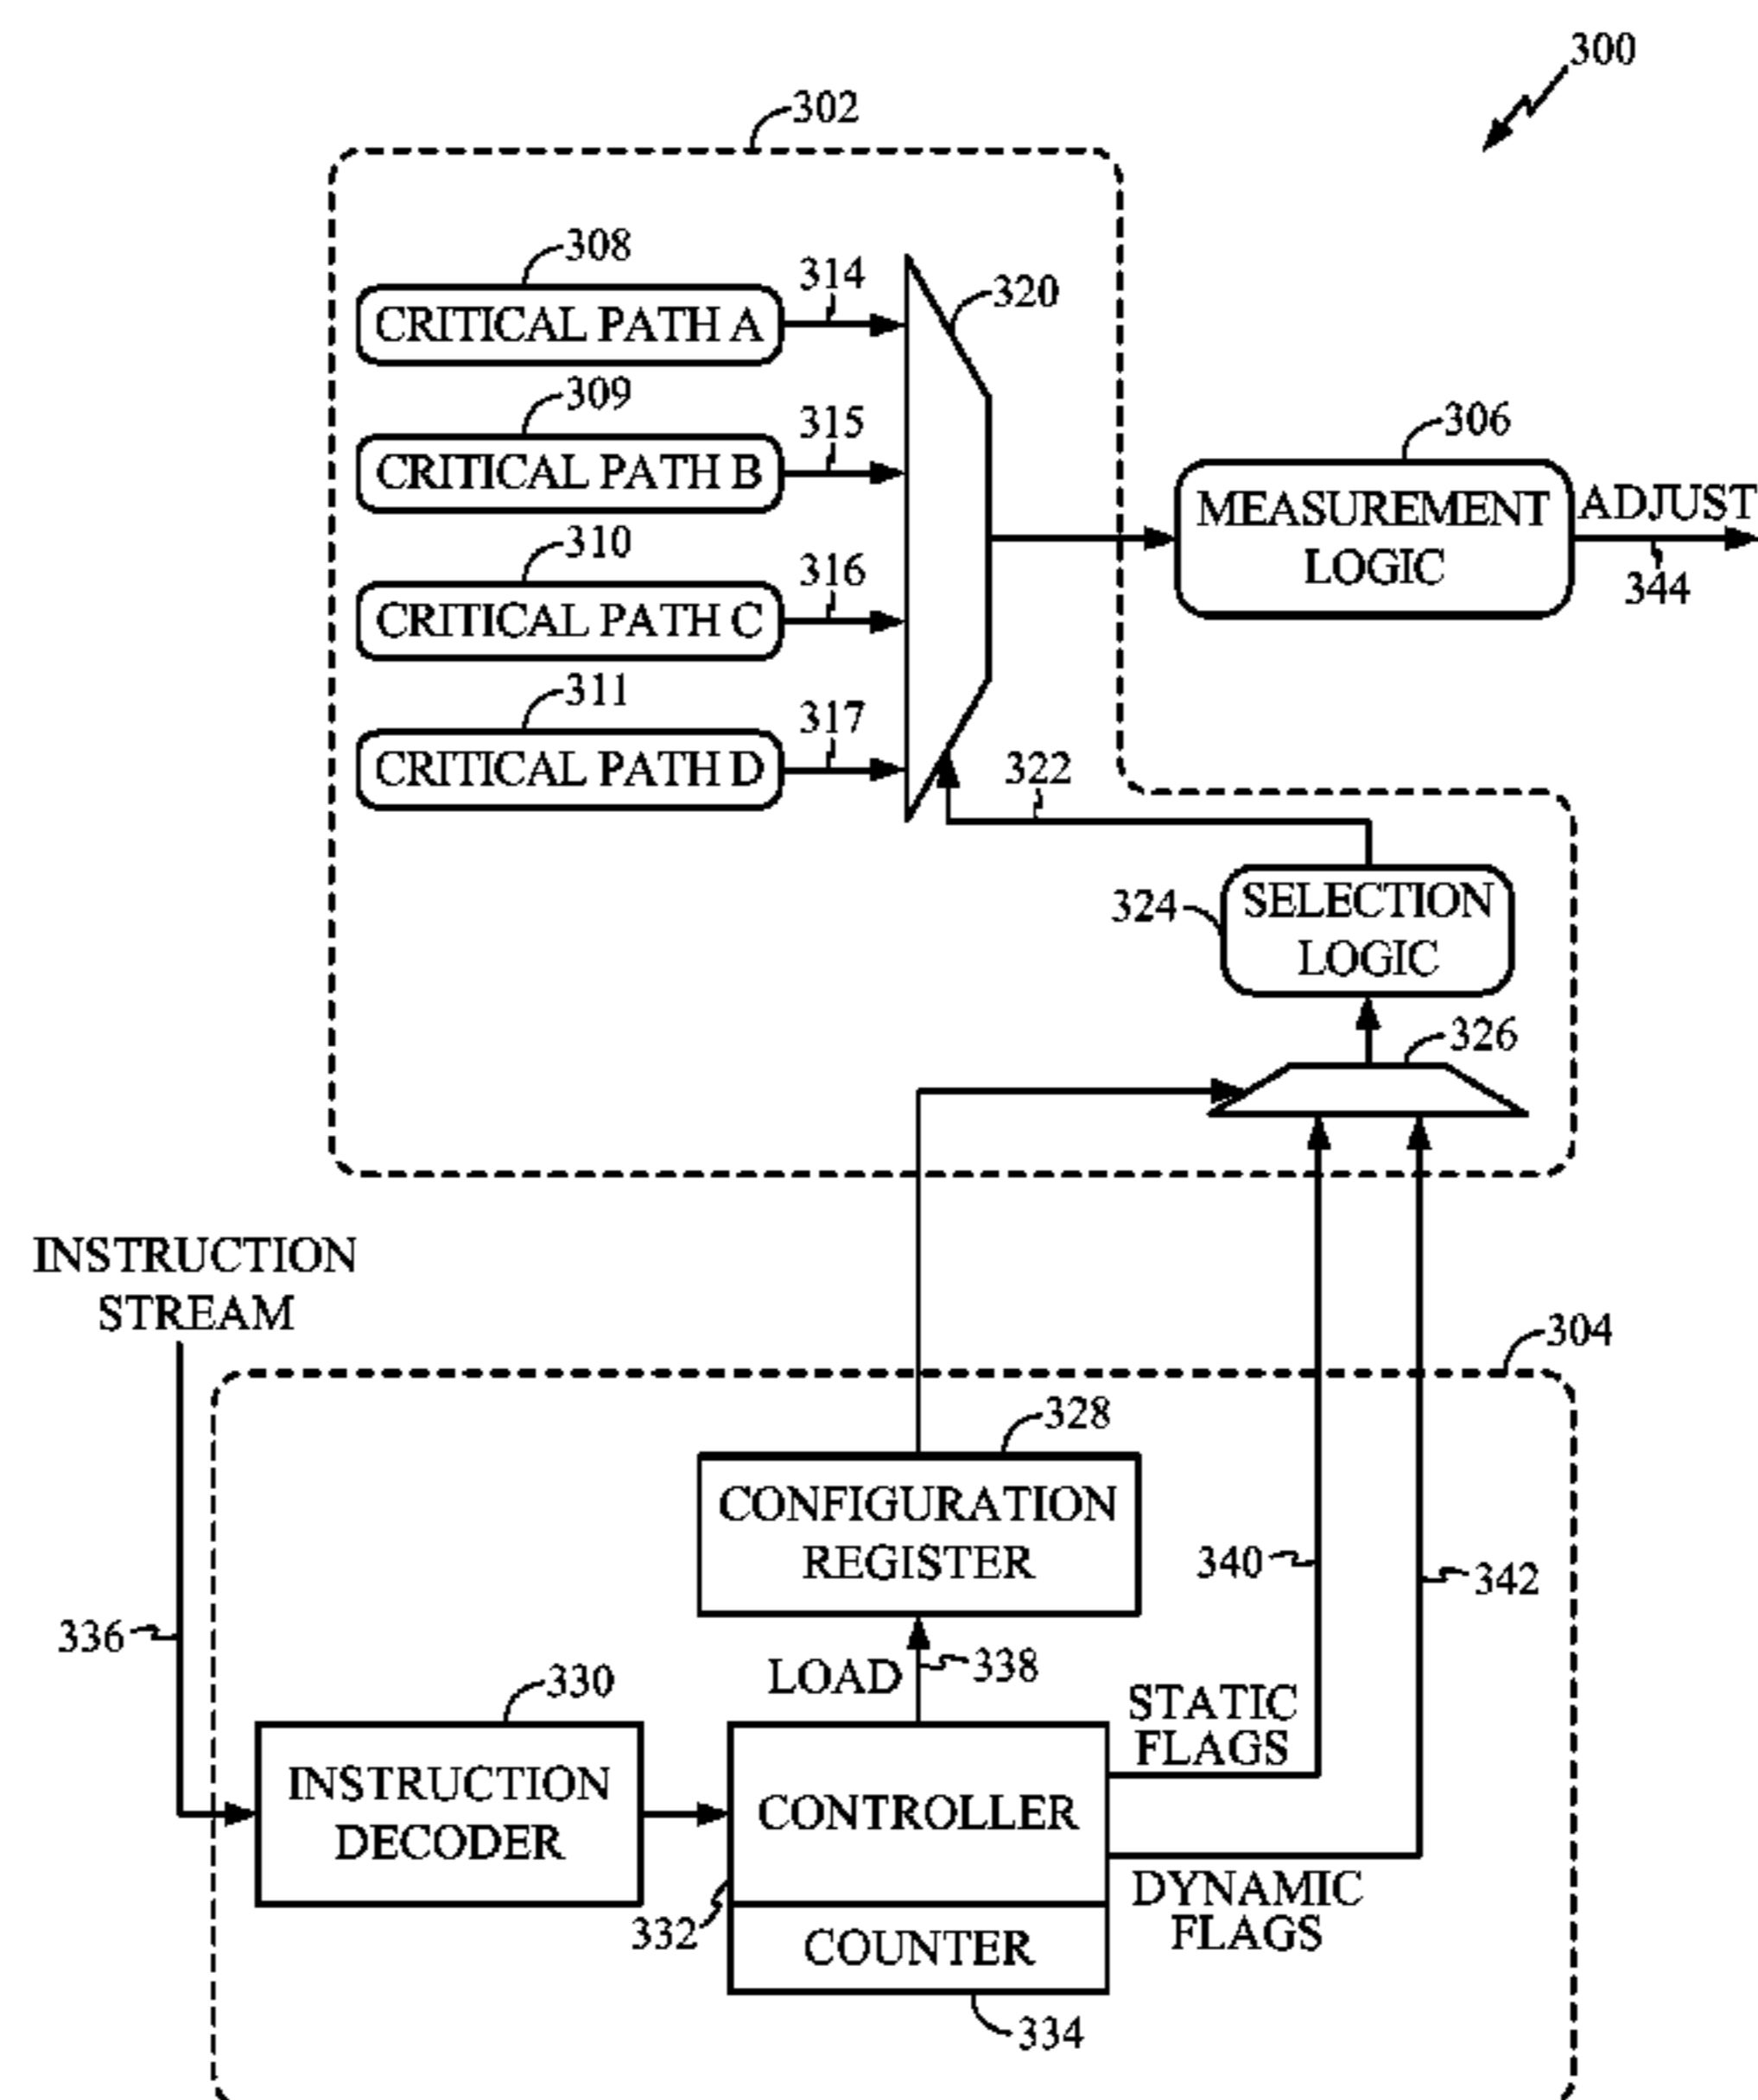 300
302
308
CRITICAL PATH A
314
320
309
CRITICAL PATH B
315
306
MEASUREMENT
LOGIC
ADJUST
344
310
CRITICAL PATH C
316
311
CRITICAL PATH D
317
322
324
SELECTION
LOGIC
326
INSTRUCTION
STREAM
304
328
CONFIGURATION
REGISTER
340
342
336
LOAD
338
330
INSTRUCTION
DECODER
STATIC
FLAGS
CONTROLLER
332
DYNAMIC
FLAGS
COUNTER
334